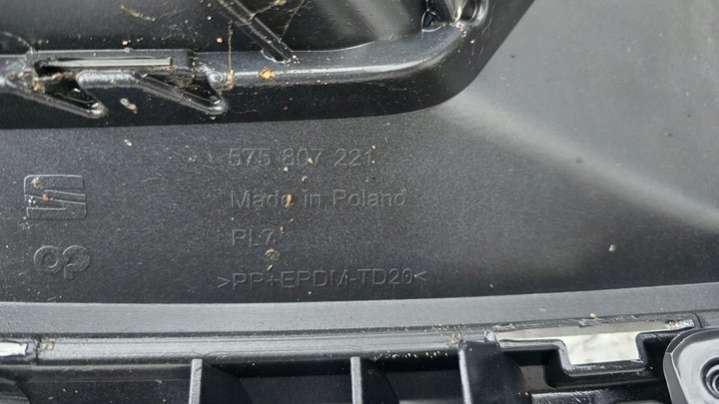 575 807 221
Made in Poland
PL7
>PP+EPDM-TD20<